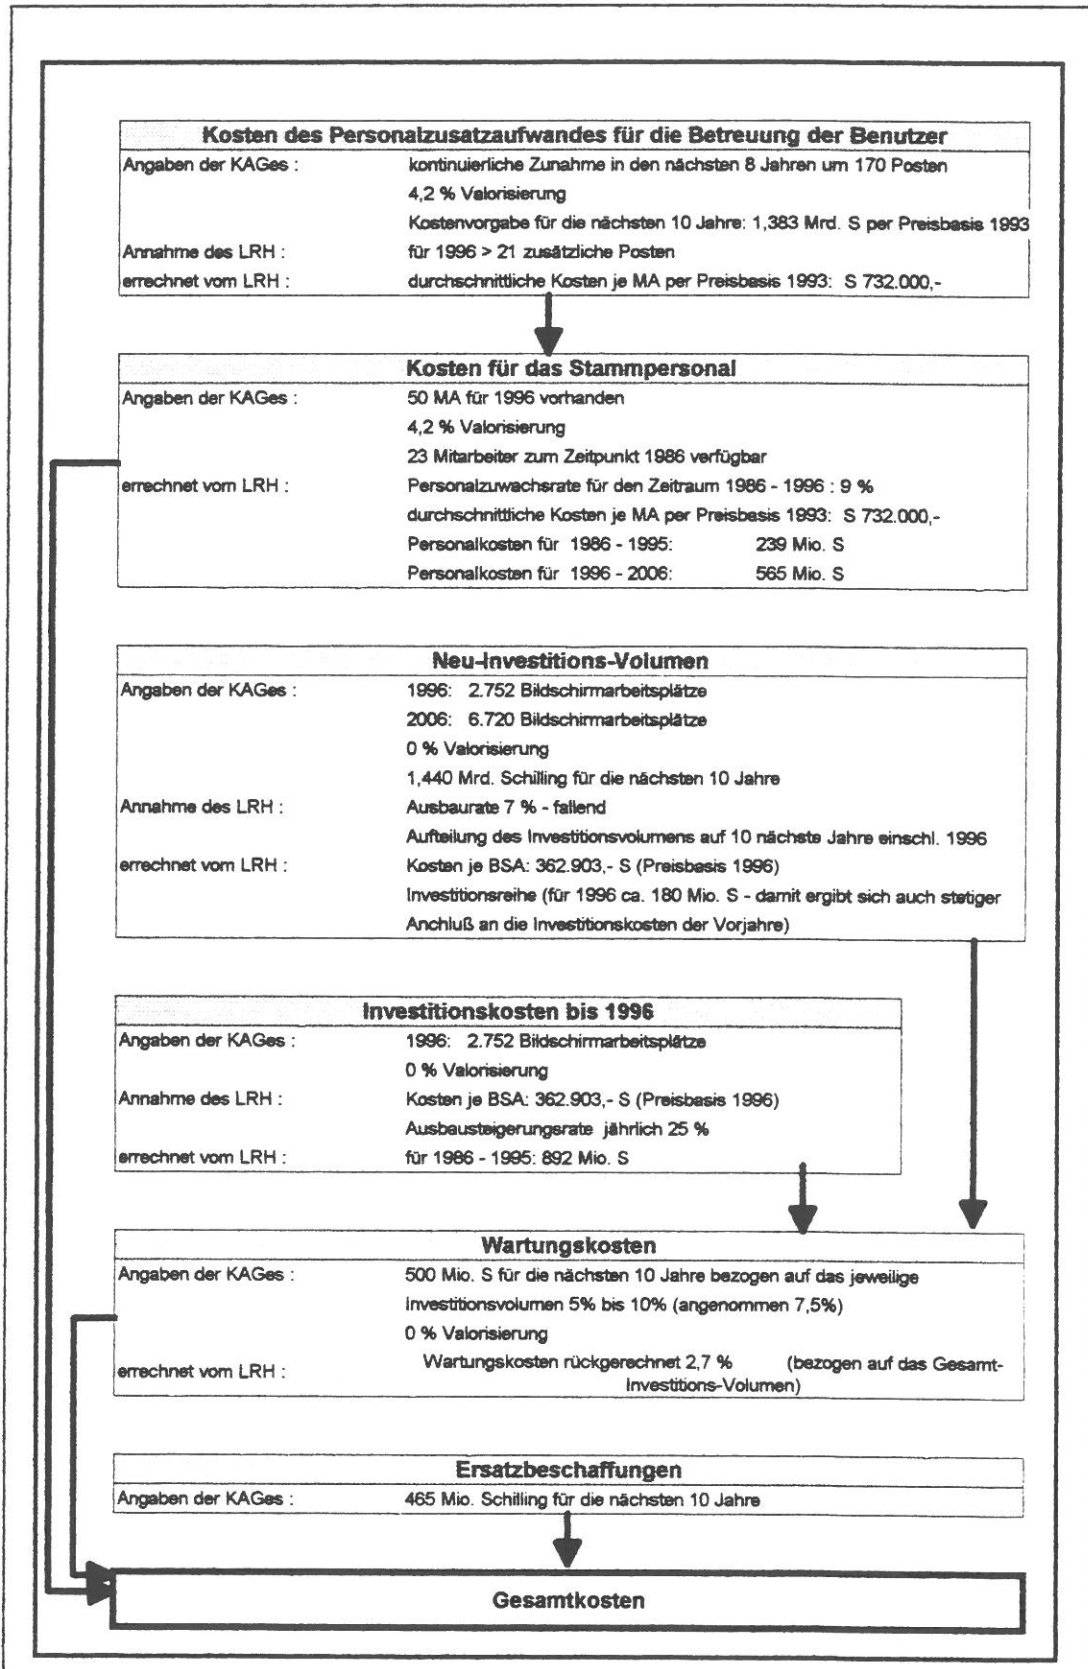 Kosten des Personalzusatzaufwandes für die Betreuung der Benutzer
Angaben der KAGes : kontinuierliche Zunahme in den nächsten 8 Jahren um 170 Posten
4,2 % Valorisierung
Kostenvorgabe für die nächsten 10 Jahre: 1,383 Mrd. S per Preisbasis 1993
Annahme des LRH : für 1996 > 21 zusätzliche Posten
errechnet vom LRH : durchschnittliche Kosten je MA per Preisbasis 1993: S 732.000,-
Kosten für das Stammpersonal
Angaben der KAGes : 50 MA für 1996 vorhanden
4,2 % Valorisierung
23 Mitarbeiter zum Zeitpunkt 1986 verfügbar
errechnet vom LRH : Personalzuwachsrate für den Zeitraum 1986 - 1996 : 9 %
durchschnittliche Kosten je MA per Preisbasis 1993: S 732.000,-
Personalkosten für 1986 - 1995: 239 Mio. S
Personalkosten für 1996 - 2006: 565 Mio. S
Neu-Investitions-Volumen
Angaben der KAGes : 1996: 2.752 Bildschirmarbeitsplätze
2006: 6.720 Bildschirmarbeitsplätze
0 % Valorisierung
1,440 Mrd. Schilling für die nächsten 10 Jahre
Annahme des LRH : Ausbaurate 7 % - fallend
Aufteilung des Investitionsvolumens auf 10 nächste Jahre einschl. 1996
errechnet vom LRH : Kosten je BSA: 362.903,- S (Preisbasis 1996)
Investitionsreihe (für 1996 ca. 180 Mio. S - damit ergibt sich auch stetiger
Anschluß an die Investitionskosten der Vorjahre)
Investitionskosten bis 1996
Angaben der KAGes : 1996: 2.752 Bildschirmarbeitsplätze
0 % Valorisierung
Annahme des LRH : Kosten je BSA: 362.903,- S (Preisbasis 1996)
Ausbausteigerungsrate jährlich 25 %
errechnet vom LRH : für 1986 - 1995: 892 Mio. S
Wartungskosten
Angaben der KAGes : 500 Mio. S für die nächsten 10 Jahre bezogen auf das jeweilige
Investitionsvolumen 5% bis 10% (angenommen 7,5%)
0 % Valorisierung
errechnet vom LRH : Wartungskosten rückgerechnet 2,7 % (bezogen auf das Gesamt-
Investitions-Volumen)
Ersatzbeschaffungen
Angaben der KAGes : 465 Mio. Schilling für die nächsten 10 Jahre
Gesamtkosten